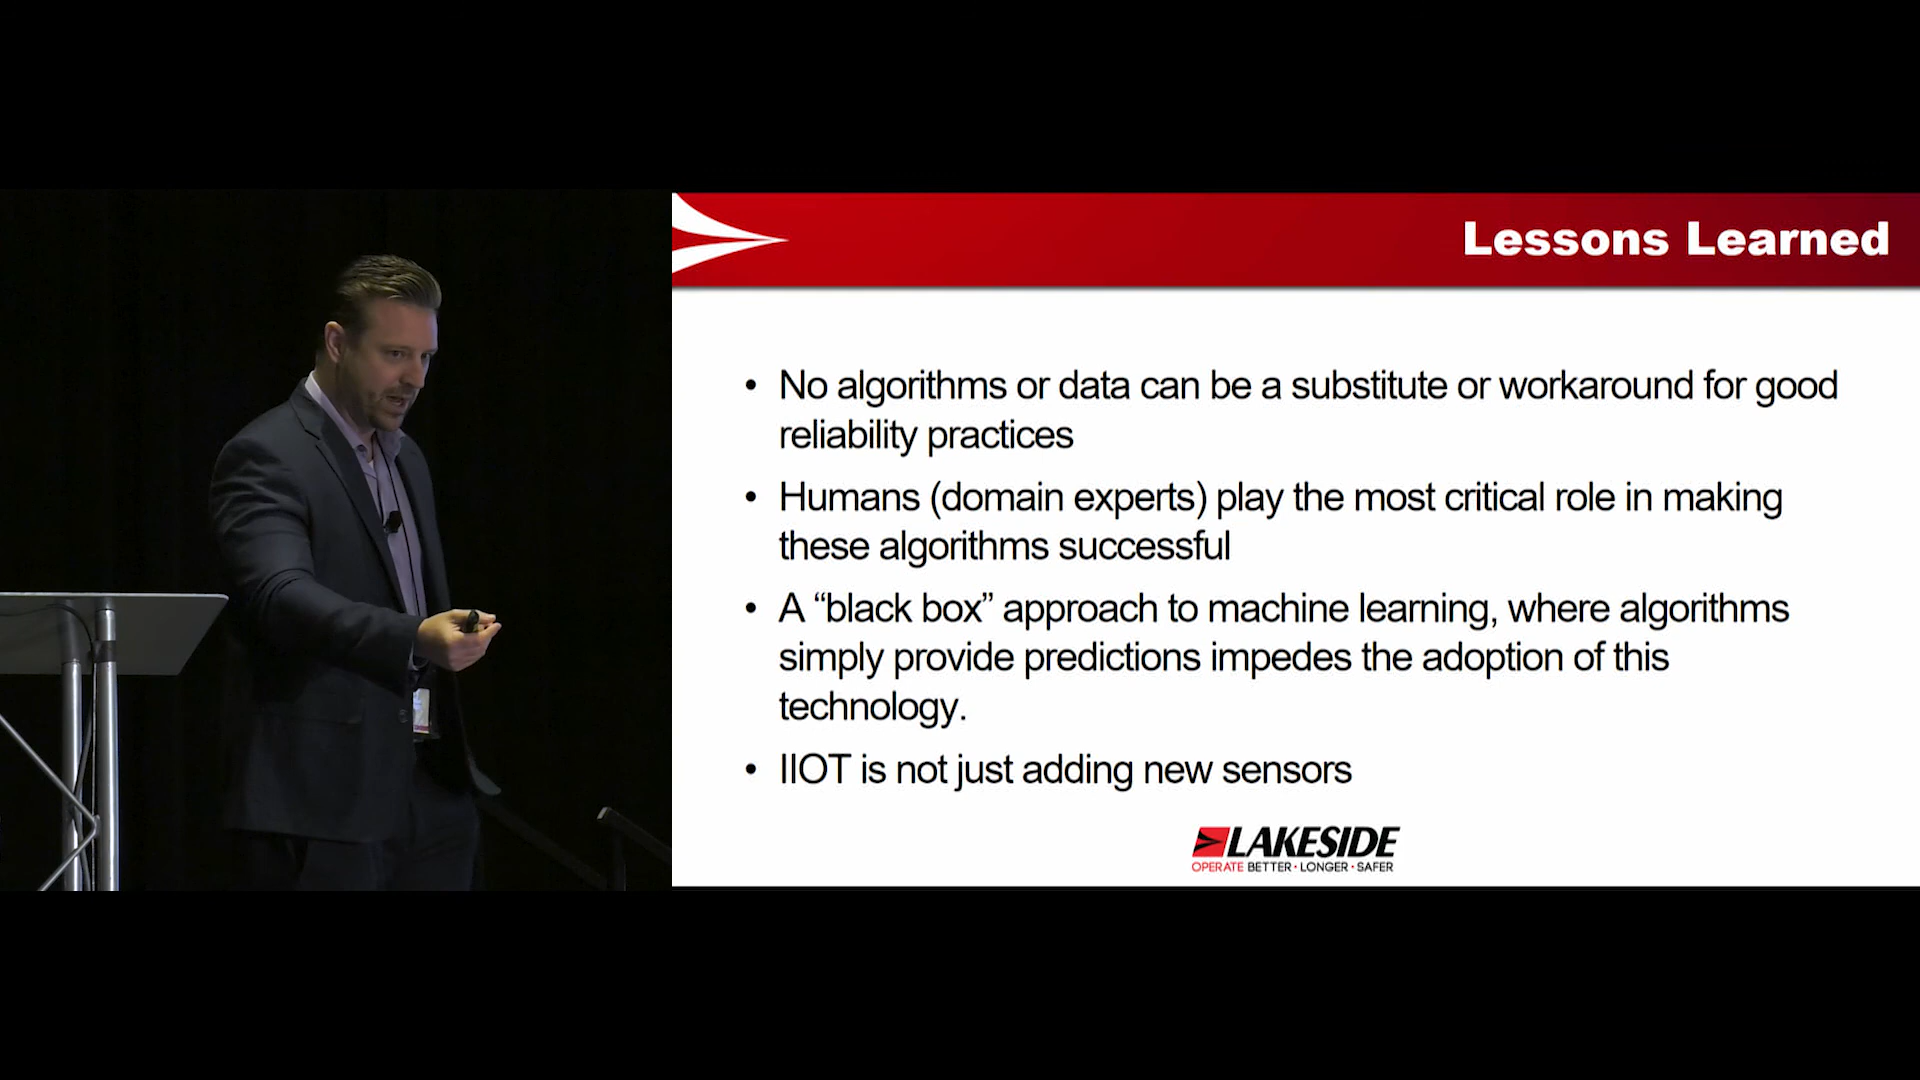 Lessons Learned
• No algorithms or data can be a substitute or workaround for good
reliability practices
• Humans (domain experts) play the most critical role in making
these algorithms successful
• A “black box” approach to machine learning, where algorithms
simply provide predictions impedes the adoption of this
technology.
• IIOT is not just adding new sensors
LAKESIDE
OPERATE BETTER • LONGER • SAFER